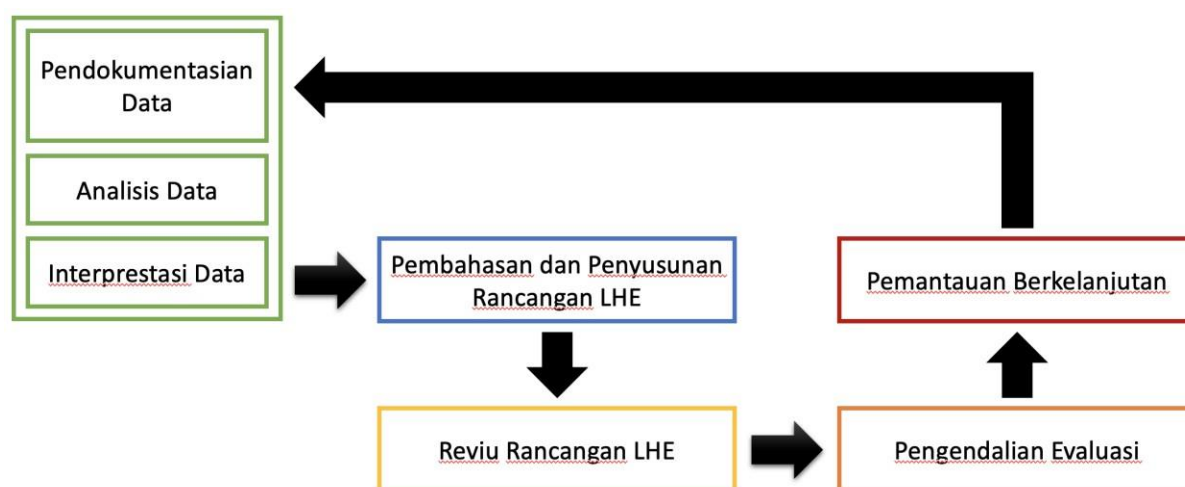 Pendokumentasian
Data
Analisis Data
Interprestasi Data
Pembahasan dan Penyusunan
Rancangan LHE
Pemantauan Berkelanjutan
Reviu Rancangan LHE
Pengendalian Evaluasi